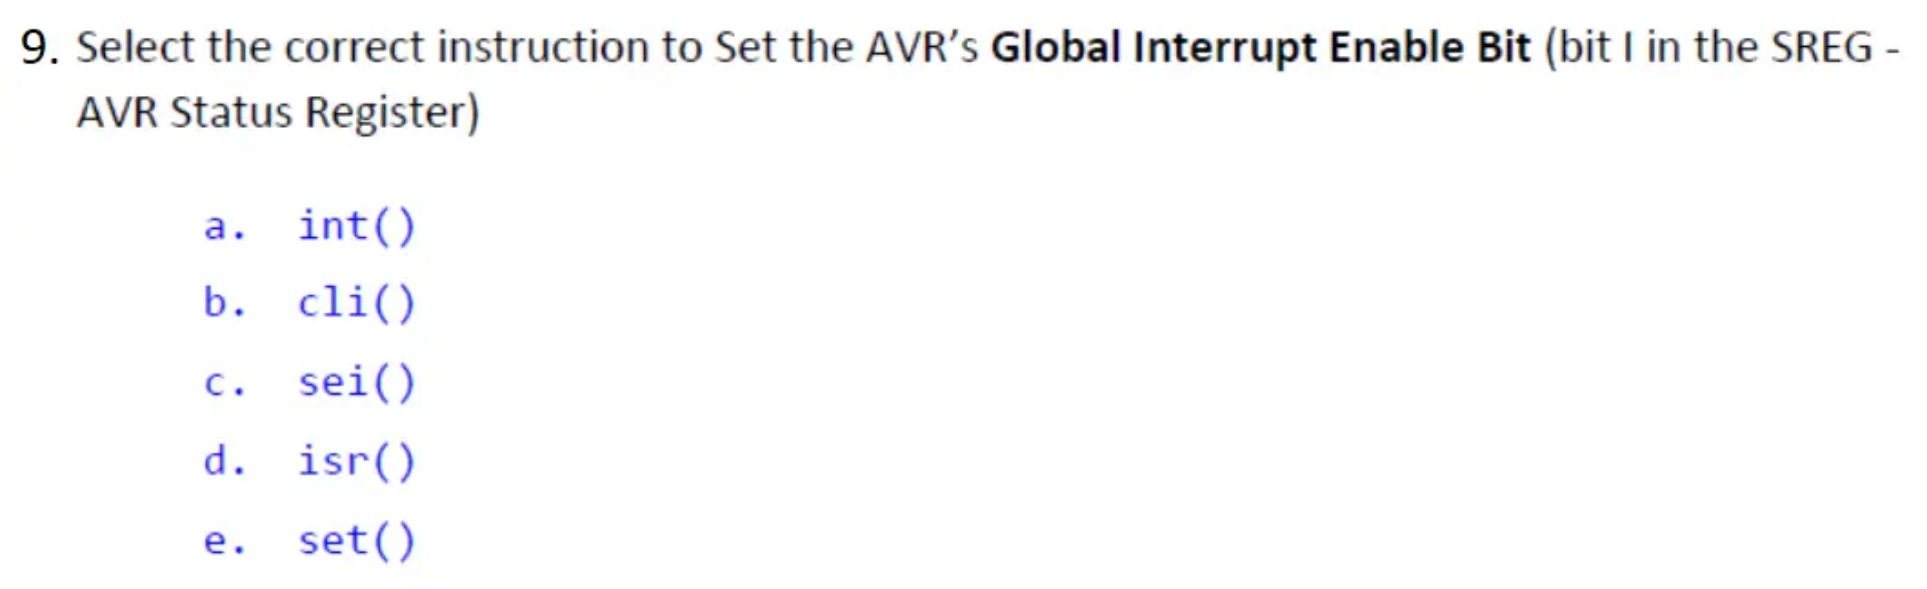 9. Select the correct instruction to Set the AVR’s Global Interrupt Enable Bit (bit I in the SREG -
AVR Status Register)
a. int()
b. cli()
c. sei()
d. isr()
e. set()